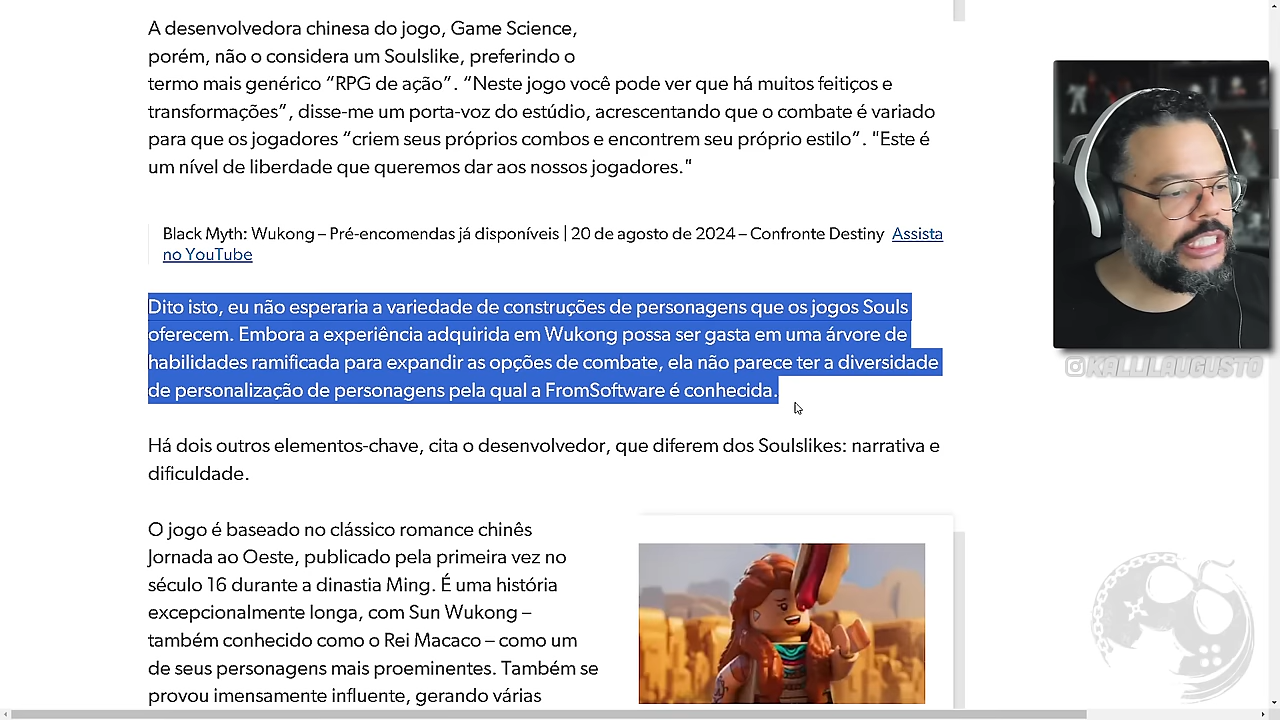 A desenvolvedora chinesa do jogo, Game Science,
porém, não o considera um Soulslike, preferindo o
termo mais genérico “RPG de ação”. “Neste jogo você pode ver que há muitos feitiços e
transformações”, disse-me um porta-voz do estúdio, acrescentando que o combate é variado
para que os jogadores “criem seus próprios combos e encontrem seu próprio estilo”. "Este é
um nível de liberdade que queremos dar aos nossos jogadores."
Black Myth: Wukong – Pré-encomendas já disponíveis | 20 de agosto de 2024 – Confronte Destiny Assista
no YouTube
Dito isto, eu não esperaria a variedade de construções de personagens que os jogos Souls
oferecem. Embora a experiência adquirida em Wukong possa ser gasta em uma árvore de
habilidades ramificada para expandir as opções de combate, ela não parece ter a diversidade
de personalização de personagens pela qual a FromSoftware é conhecida.
@KALLILAUGUSTO
Há dois outros elementos-chave, cita o desenvolvedor, que diferem dos Soulslikes: narrativa e
dificuldade.
O jogo é baseado no clássico romance chinês
Jornada ao Oeste, publicado pela primeira vez no
século 16 durante a dinastia Ming. É uma história
excepcionalmente longa, com Sun Wukong –
também conhecido como o Rei Macaco – como um
de seus personagens mais proeminentes. Também se
provou imensamente influente, gerando várias